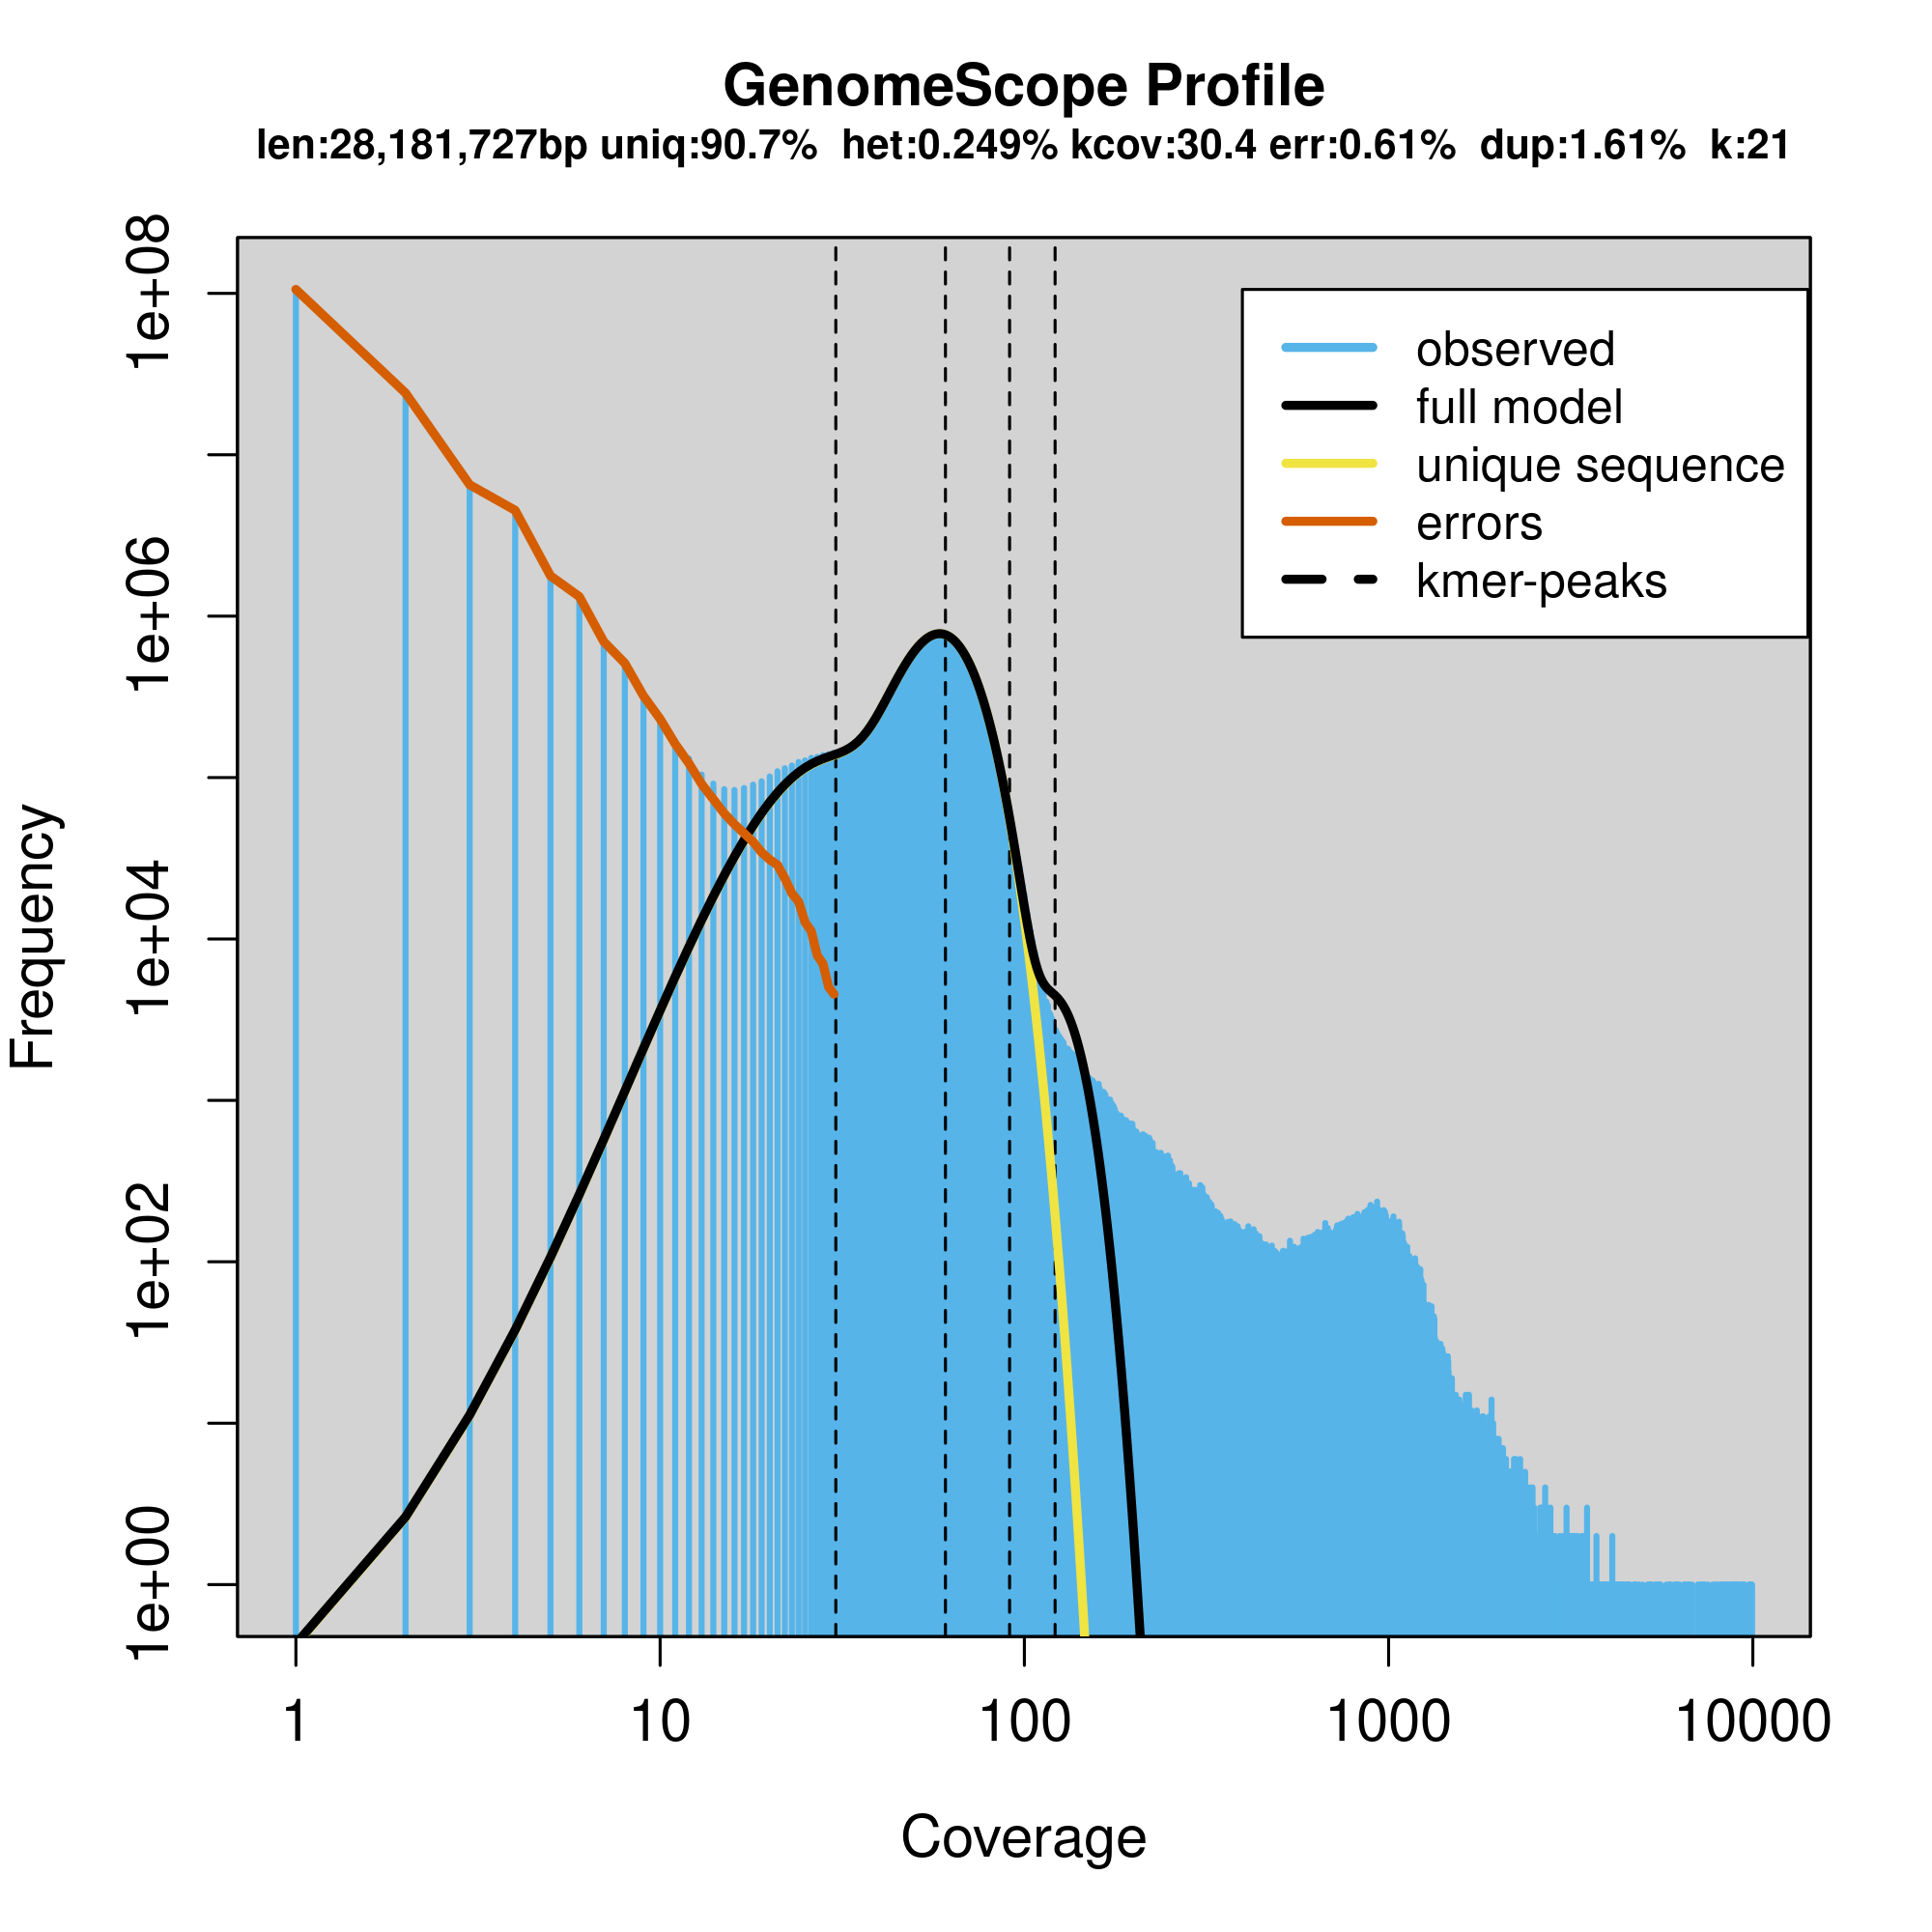 GenomeScope Profile
len:28,181,727bp uniq:90.7% het:0.249% kcov:30.4 err:0.61% dup:1.61% k:21
1e+08
1e+06
1e+04
1e+02
1e+00
Frequency
observed
full model
unique sequence
errors
kmer-peaks
1 10 100 1000 10000
Coverage